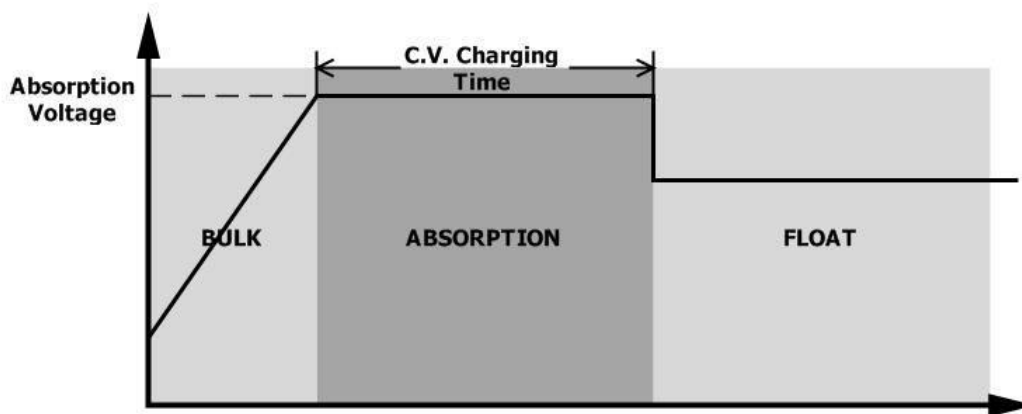 C.V. Charging
Time
Absorption
Voltage
BULK
ABSORPTION
FLOAT